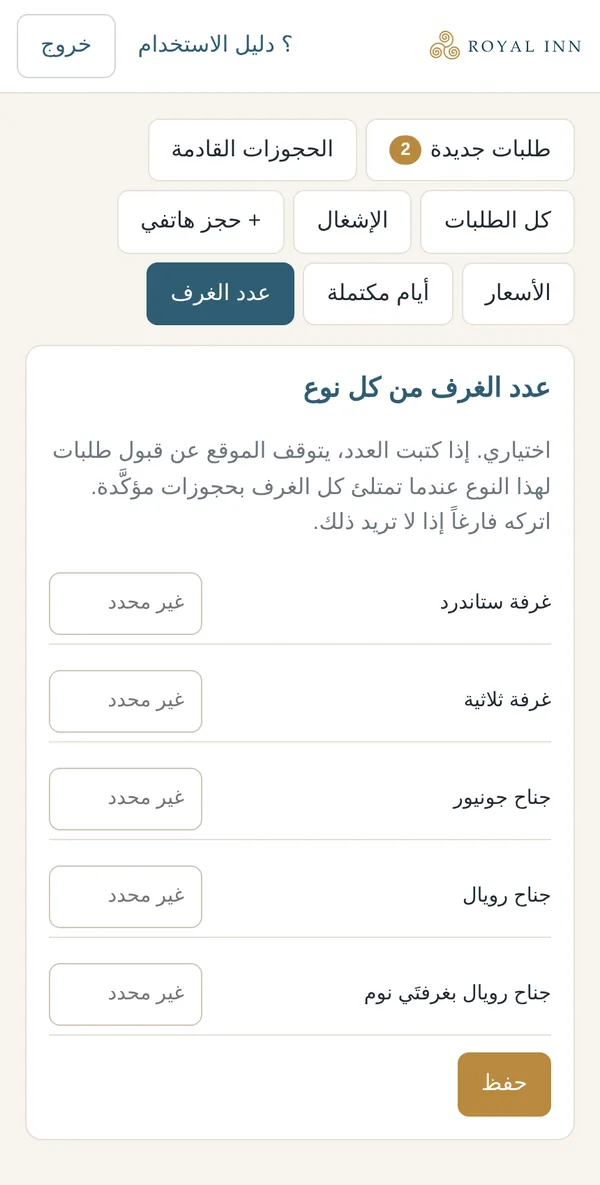 ROYAL INN
؟ دليل الاستخدام
خروج
طلبات جديدة 2
الحجوزات القادمة
كل الطلبات
الإشغال
+ حجز هاتفي
الأسعار
أيام مكتملة
عدد الغرف
عدد الغرف من كل نوع
اختياري. إذا كتبت العدد، يتوقف الموقع عن قبول طلبات
لهذا النوع عندما تمتلئ كل الغرف بحجوزات مؤكَّدة.
اتركه فارغاً إذا لا تريد ذلك.
غرفة ستاندرد
غير محدد
غرفة ثلاثية
غير محدد
جناح جونيور
غير محدد
جناح رويال
غير محدد
جناح رويال بغرفتَي نوم
غير محدد
حفظ